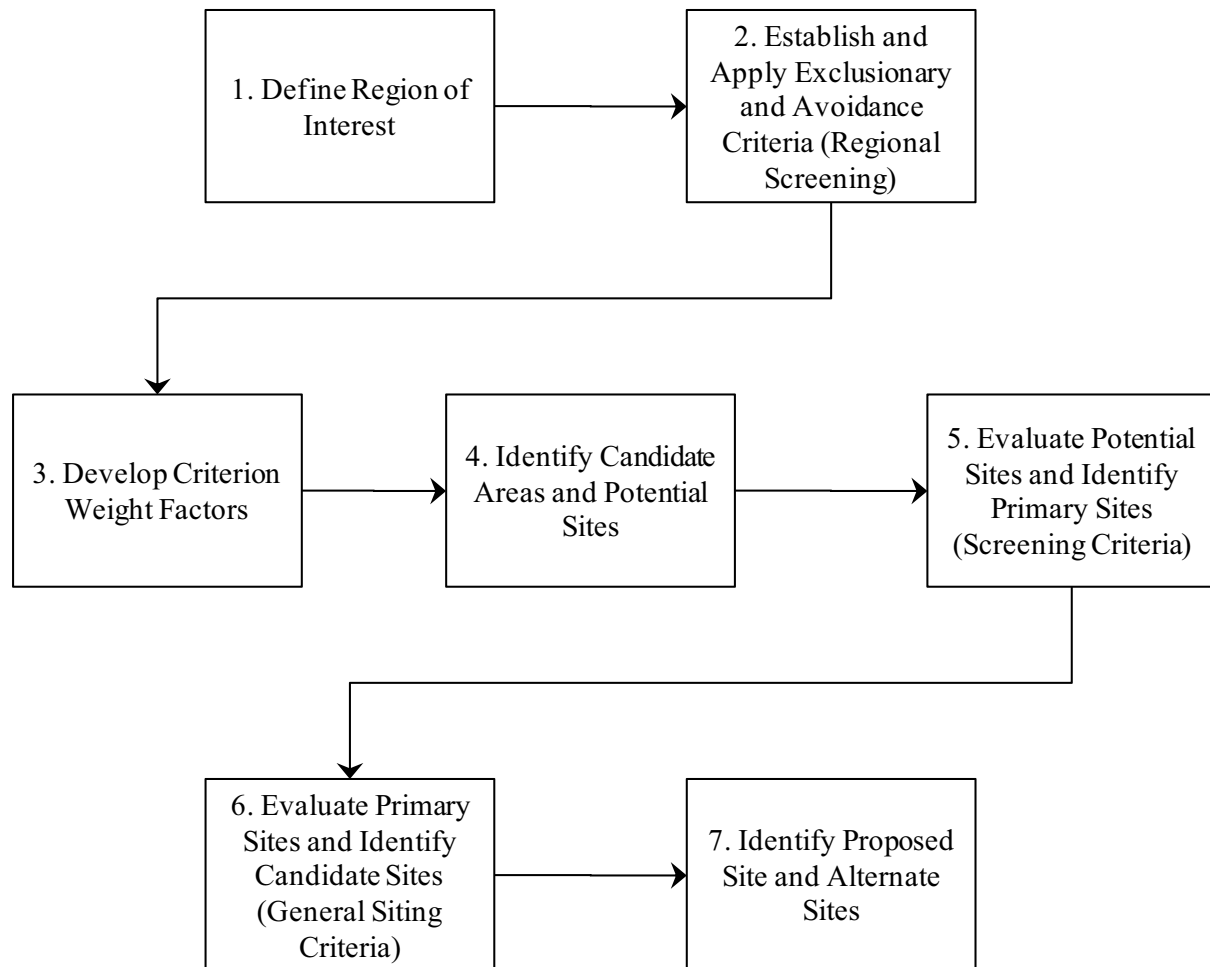 1. Define Region of
Interest
2. Establish and
Apply Exclusionary
and Avoidance
Criteria (Regional
Screening)
3. Develop Criterion
Weight Factors
4. Identify Candidate
Areas and Potential
Sites
5. Evaluate Potential
Sites and Identify
Primary Sites
(Screening Criteria)
6. Evaluate Primary
Sites and Identify
Candidate Sites
(General Siting
Criteria)
7. Identify Proposed
Site and Alternate
Sites